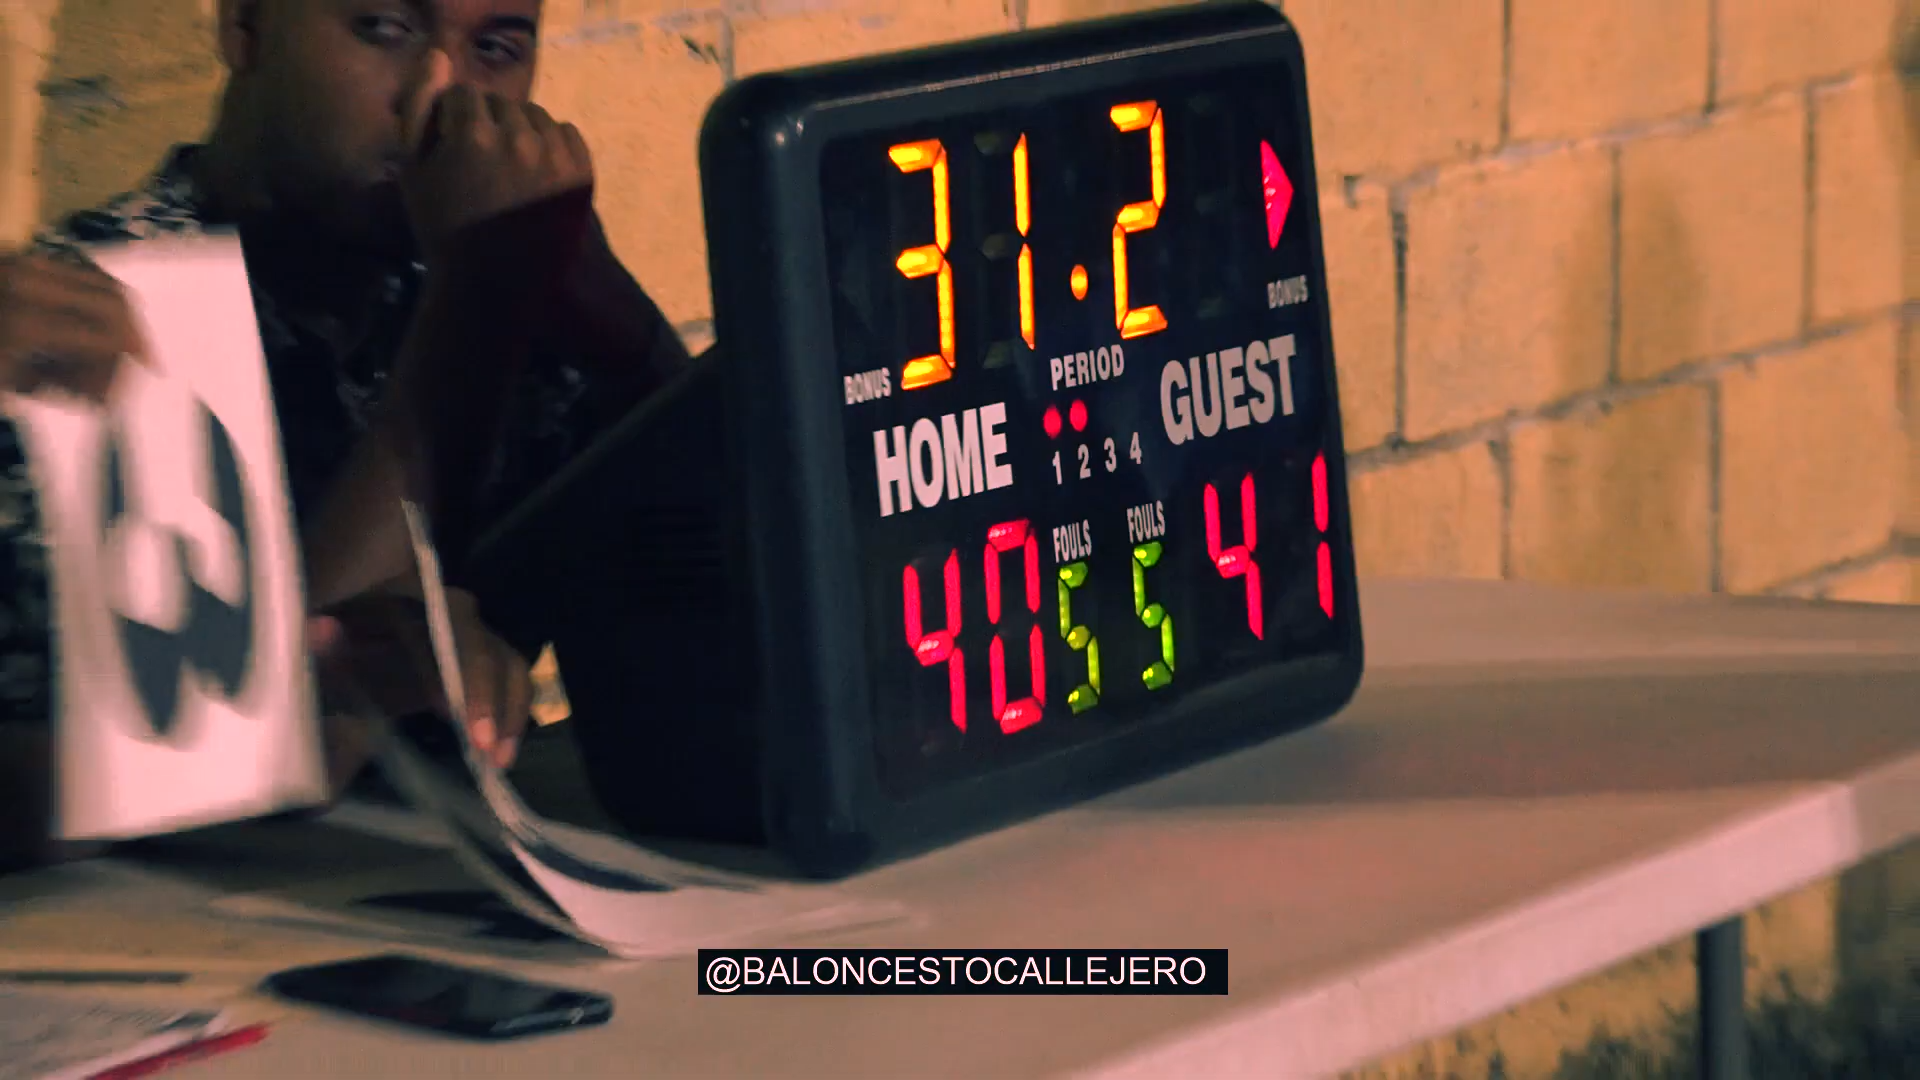 31.2
BONUS
BONUS
PERIOD
HOME
GUEST
1 2 3 4
FOULS
FOULS
40
5
5
41
@BALONCESTOCALLEJERO